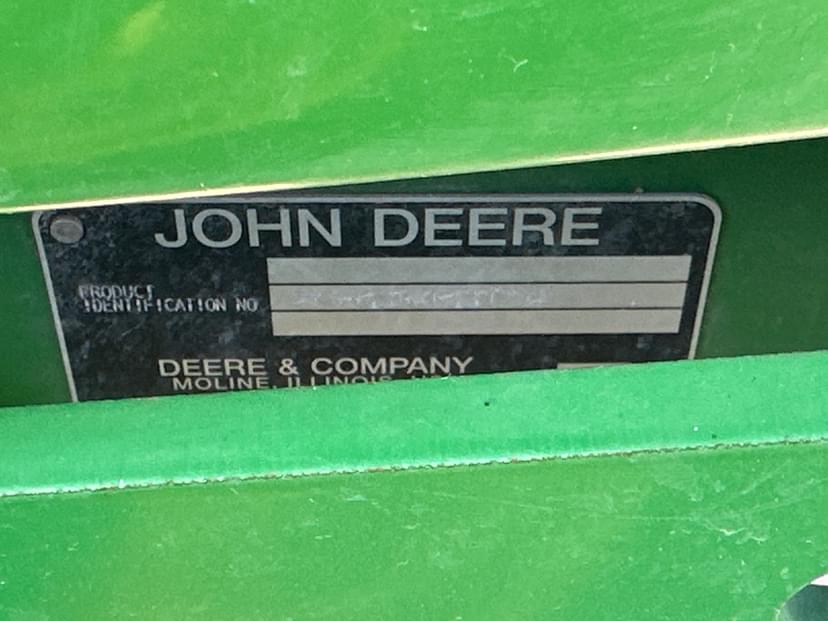 JOHN DEERE
PRODUCT
IDENTIFICATION NO
DEERE & COMPANY
MOLINE, ILLINOIS